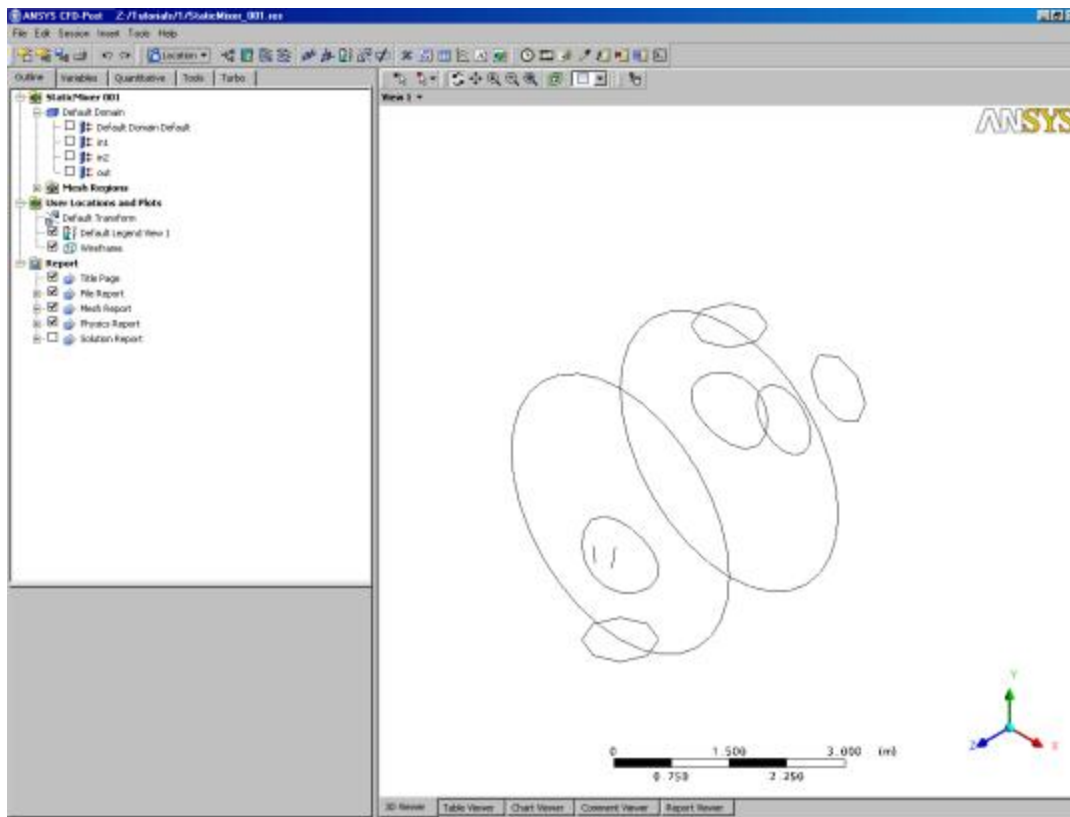 ANSYS CFD-Post Z:/Tutorials/1/StaticMixer_001.res
File Edit Session Insert Tools Help
Location
Outline Variables Quantitative Tools Turbo
View 1
ANSYS
StaticMixer 001
Default Domain
Default Domain Default
in1
in2
out
Mesh Regions
User Locations and Plots
Default Transform
Default Legend View 1
Wireframe
Report
Title Page
File Report
Mesh Report
Physics Report
Solution Report
Y
Z X
0 1.500 3.000 (m)
0.750 2.250
3D Viewer Table Viewer Chart Viewer Comment Viewer Report Viewer